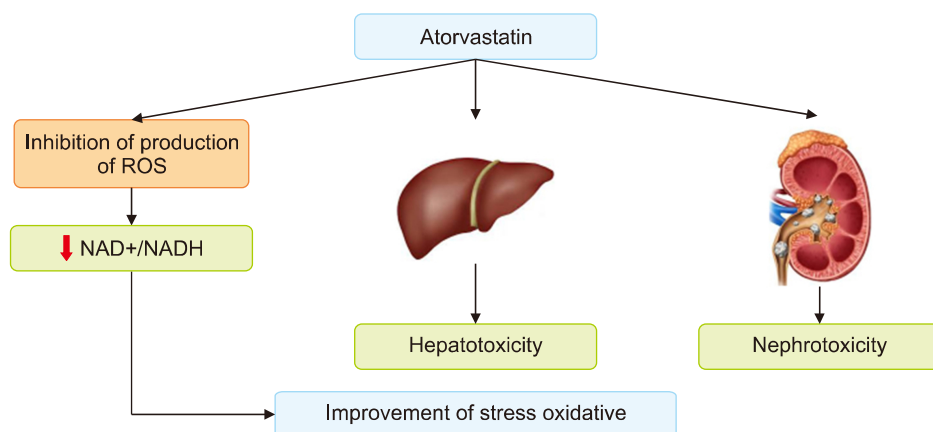 Atorvastatin
Inhibition of production
of ROS
NAD+/NADH
Hepatotoxicity
Nephrotoxicity
Improvement of stress oxidative